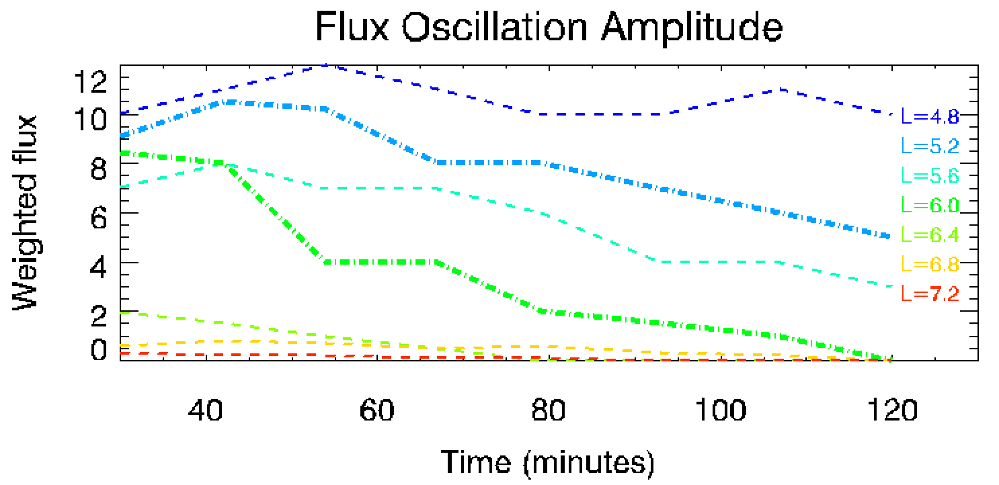 Flux Oscillation Amplitude
12
10
8
6
4
2
0
Weighted flux
L=4.8
L=5.2
L=5.6
L=6.0
L=6.4
L=6.8
L=7.2
40 60 80 100 120
Time (minutes)